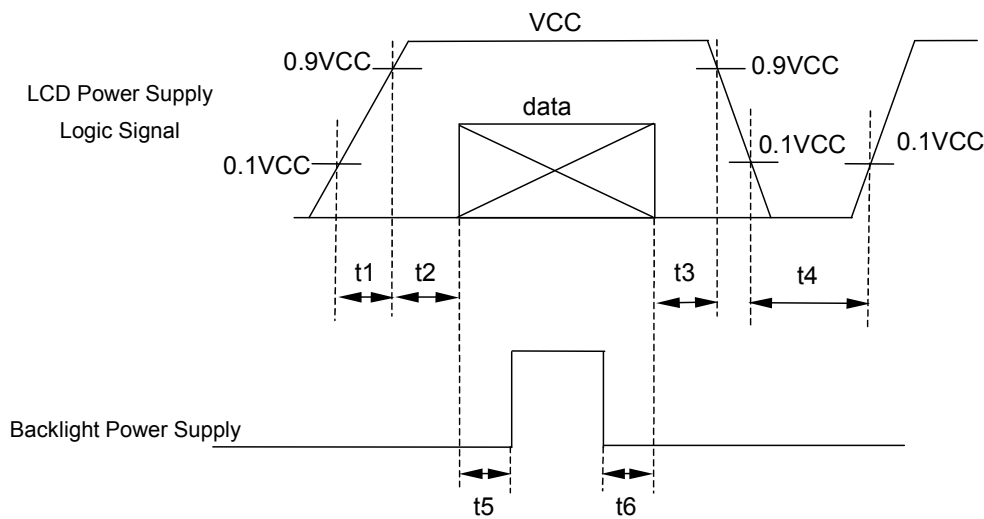 VCC
0.9VCC
0.9VCC
LCD Power Supply
Logic Signal
data
0.1VCC
0.1VCC
0.1VCC
t1
t2
t3
t4
Backlight Power Supply
t5
t6